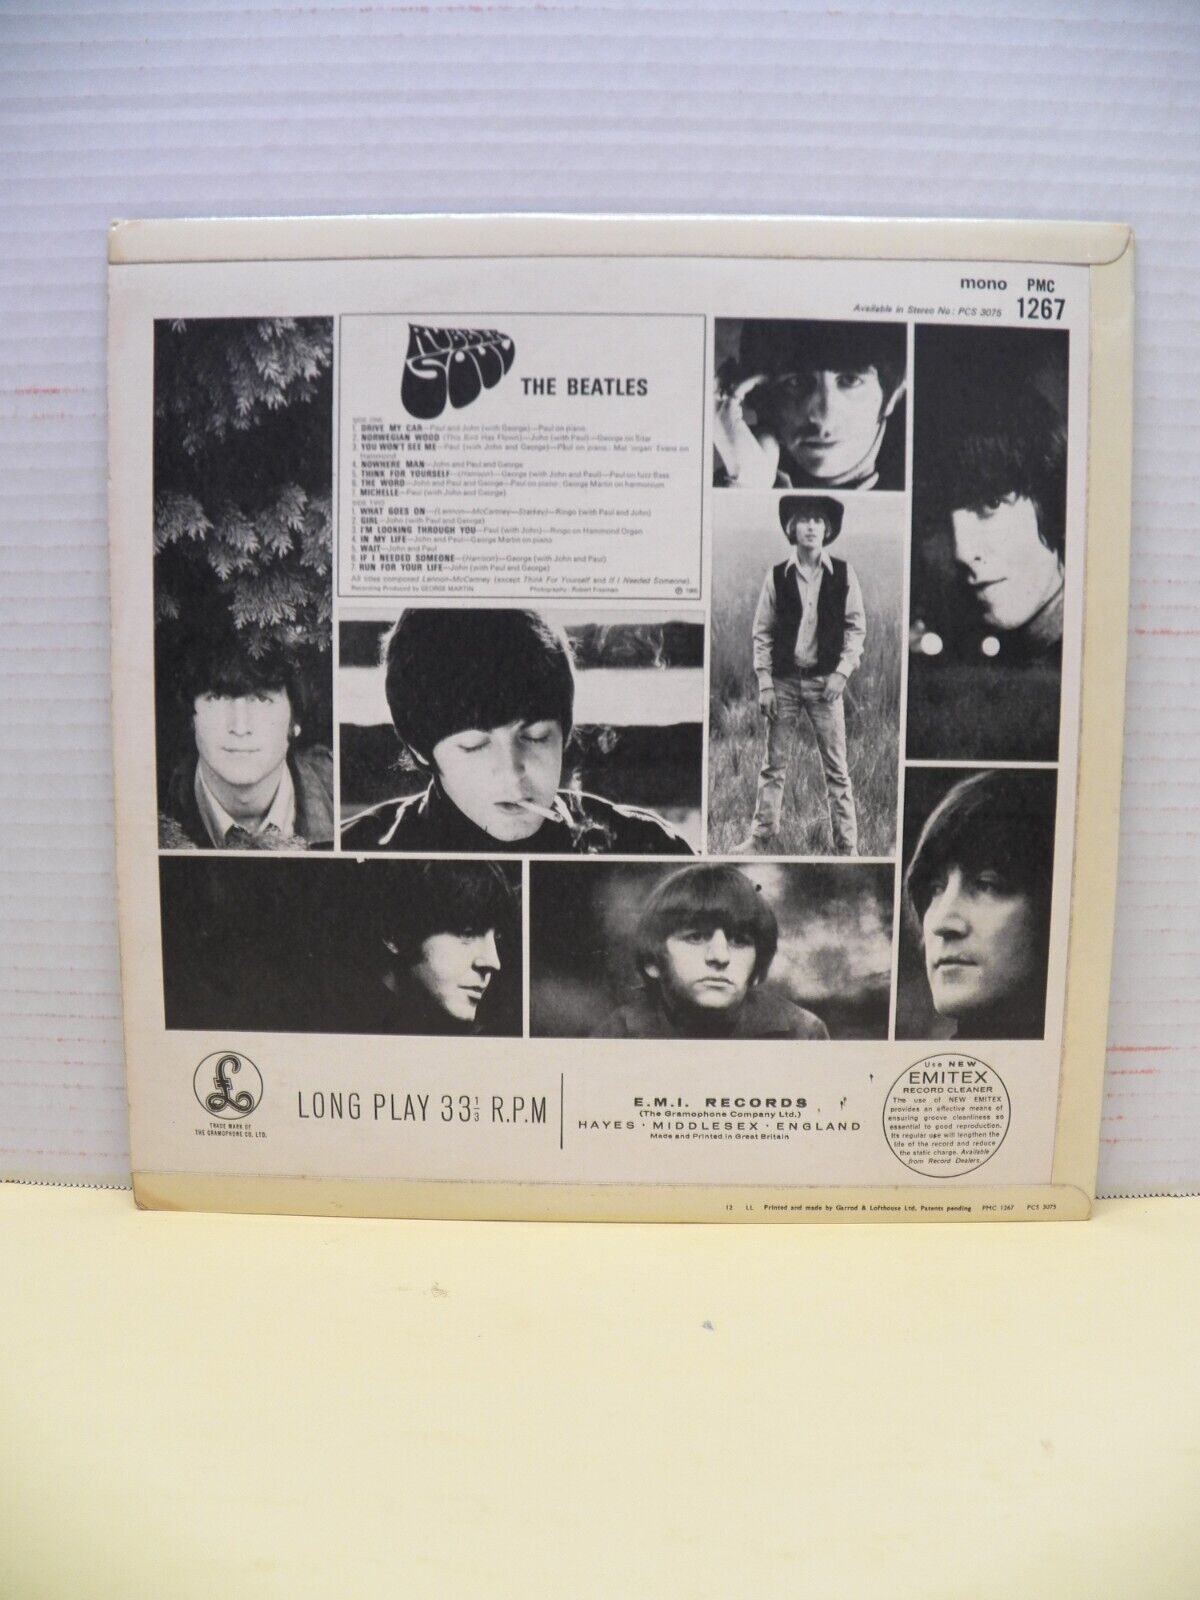 mono PMC
Available in Stereo No: PCS 3075 1267
RUBBER
SOUL
THE BEATLES
SIDE ONE
1. DRIVE MY CAR—Paul and John (with George)—Paul on piano
2. NORWEGIAN WOOD (This Bird Has Flown)—John (with Paul)—George on Sitar
3. YOU WON'T SEE ME—Paul (with John and George)—Paul on piano: Mal 'organ' Evans on
Hammond
4. NOWHERE MAN—John and Paul and George
5. THINK FOR YOURSELF—(Harrison)—George (with John and Paul)—Paul on fuzz Bass
6. THE WORD—John and Paul and George—Paul on piano; George Martin on harmonium
7. MICHELLE—Paul (with John and George)
SIDE TWO
1. WHAT GOES ON—(Lennon—McCartney—Starkey)—Ringo (with Paul and John)
2. GIRL—John (with Paul and George)
3. I'M LOOKING THROUGH YOU—Paul (with John)—Ringo on Hammond Organ
4. IN MY LIFE—John and Paul—George Martin on piano
5. WAIT—John and Paul
6. IF I NEEDED SOMEONE—(Harrison)—George (with John and Paul)
7. RUN FOR YOUR LIFE—John (with Paul and George)
All titles composed Lennon—McCartney (except Think For Yourself and If I Needed Someone).
Recording Produced by GEORGE MARTIN Photography: Robert Freeman ℗ 1965
£
TRADE MARK OF
THE GRAMOPHONE CO. LTD.
LONG PLAY 33⅓ R.P.M
E.M.I. RECORDS
(The Gramophone Company Ltd.)
HAYES · MIDDLESEX · ENGLAND
Made and Printed in Great Britain
Use NEW
EMITEX
RECORD CLEANER
The use of NEW EMITEX
provides an effective means of
ensuring groove cleanliness so
essential to good reproduction.
Its regular use will lengthen the
life of the record and reduce
the static charge. Available
from Record Dealers.
12 LL Printed and made by Garrod & Lofthouse Ltd. Patents pending PMC 1267 PCS 3075